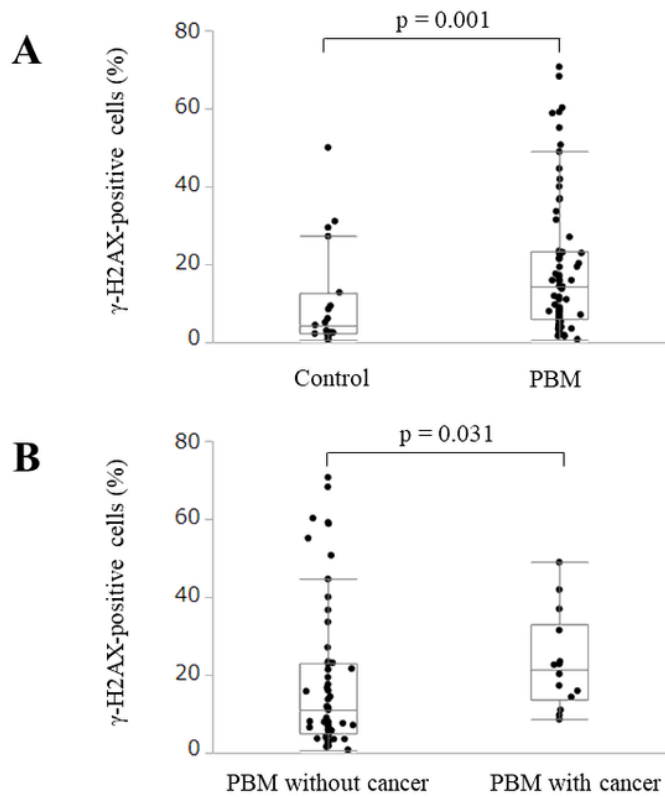 A
γ-H2AX-positive cells (%)
p = 0.001
80
60
40
20
0
Control PBM
B
γ-H2AX-positive cells (%)
p = 0.031
80
60
40
20
0
PBM without cancer PBM with cancer